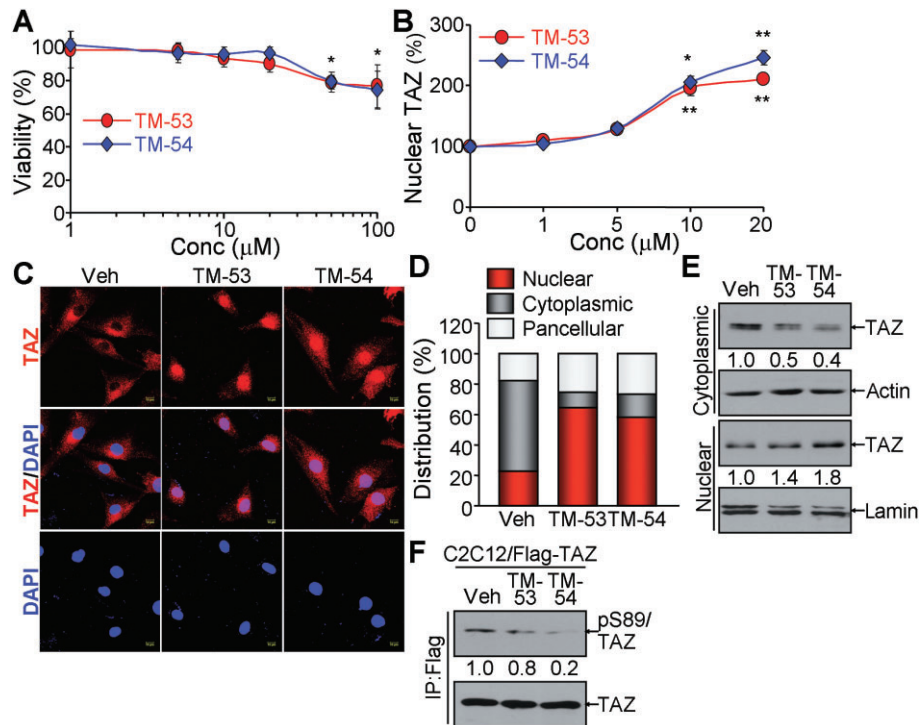 A
Viability (%)
100
80
60
40
20
0
* *
TM-53
TM-54
1 10 100
Conc (μM)
B
Nuclear TAZ (%)
300
200
100
0
TM-53
TM-54
* **
** **
0 1 5 10 20
Conc (μM)
C
Veh TM-53 TM-54
TAZ
TAZ/DAPI
DAPI
D
Nuclear
Cytoplasmic
Pancellular
Distribution (%)
120
100
80
60
40
20
0
Veh TM-53 TM-54
E
Veh TM-53 TM-54
Cytoplasmic
TAZ
1.0 0.5 0.4
Actin
Nuclear
TAZ
1.0 1.4 1.8
Lamin
F
C2C12/Flag-TAZ
Veh TM-53 TM-54
IP:Flag
pS89/
TAZ
1.0 0.8 0.2
TAZ